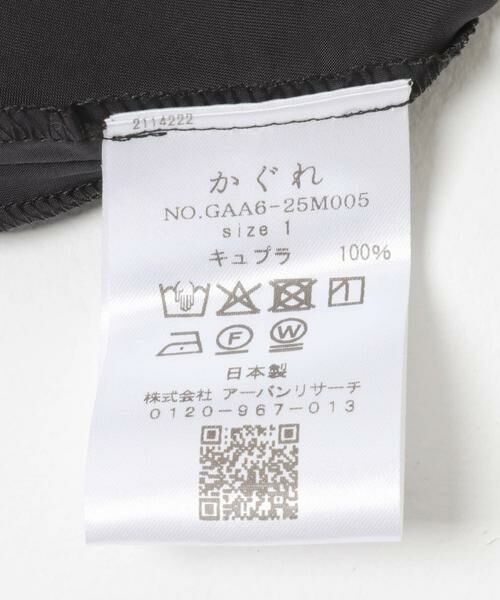 2114222
かぐれ
NO.GAA6-25M005
size 1
キュプラ 100%
F W
日本製
株式会社 アーバンリサーチ
0120-967-013